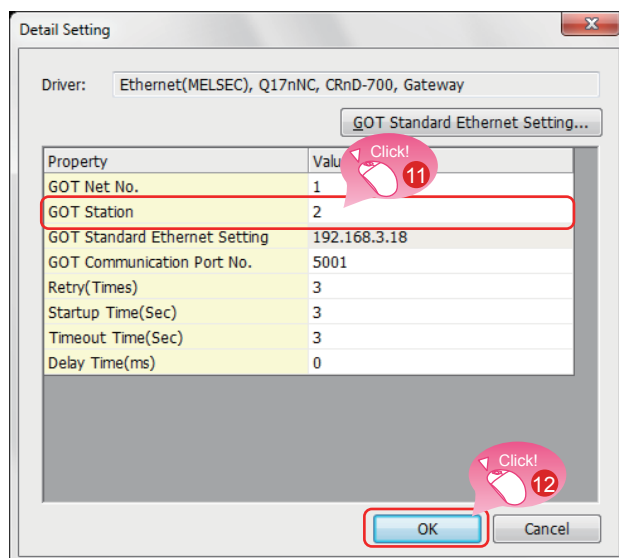 Detail Setting
Driver: Ethernet(MELSEC), Q17nNC, CRnD-700, Gateway
GOT Standard Ethernet Setting...
Property
Click!
11
GOT Net No. 1
GOT Station 2
GOT Standard Ethernet Setting 192.168.3.18
GOT Communication Port No. 5001
Retry(Times) 3
Startup Time(Sec) 3
Timeout Time(Sec) 3
Delay Time(ms) 0
Click!
12
OK Cancel